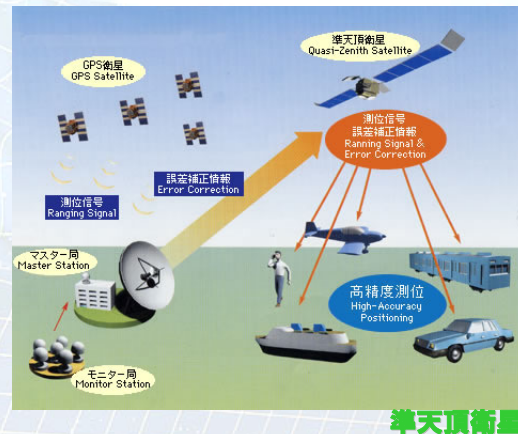 GPS衛星
GPS Satellite
準天頂衛星
Quasi-Zenith Satellite
測位信号
誤差補正情報
Ranning Signal &
Error Correction
誤差補正情報
Error Correction
測位信号
Ranging Signal
マスター局
Master Station
高精度測位
High-Accuracy
Positioning
モニター局
Monitor Station
準天頂衛星